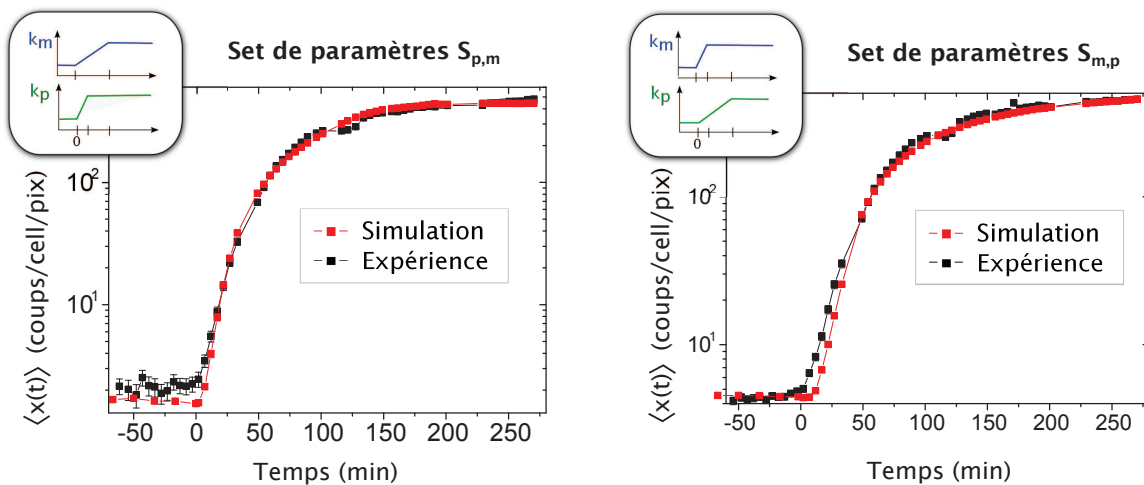 km
kp
0
Set de paramètres Sp,m
⟨x(t)⟩ (coups/cell/pix)
10²
10¹
Simulation
Expérience
-50 0 50 100 150 200 250
Temps (min)
km
kp
0
Set de paramètres Sm,p
⟨x(t)⟩ (coups/cell/pix)
10²
10¹
Simulation
Expérience
-50 0 50 100 150 200 250
Temps (min)